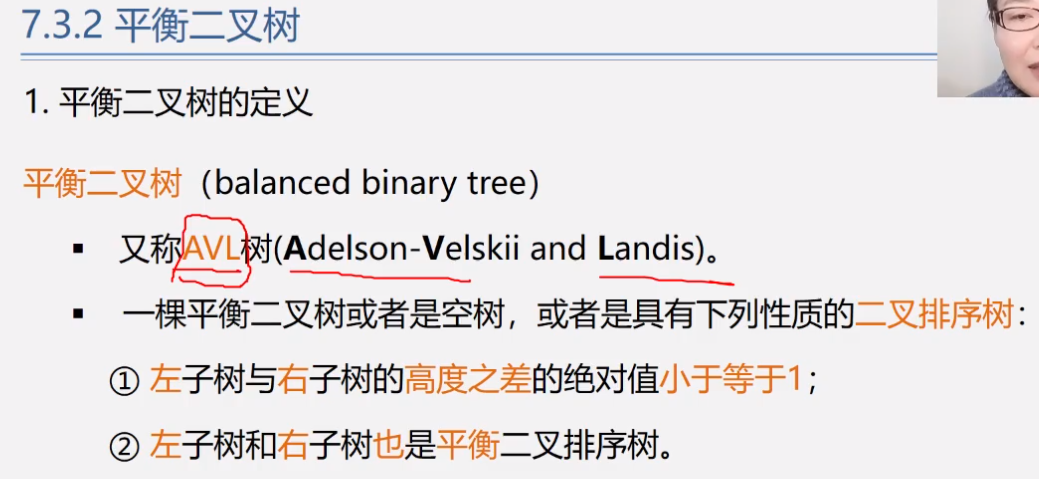 7.3.2 平衡二叉树
1. 平衡二叉树的定义
平衡二叉树（balanced binary tree）
▪ 又称AVL树(Adelson-Velskii and Landis)。
▪ 一棵平衡二叉树或者是空树，或者是具有下列性质的二叉排序树：
① 左子树与右子树的高度之差的绝对值小于等于1；
② 左子树和右子树也是平衡二叉排序树。